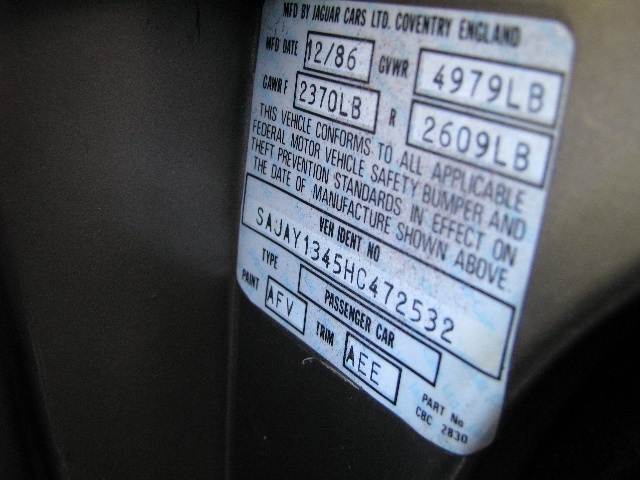 MFD BY JAGUAR CARS LTD. COVENTRY ENGLAND
MFD DATE 12/86 GVWR 4979LB
GAWR F 2370LB R 2609LB
THIS VEHICLE CONFORMS TO ALL APPLICABLE
FEDERAL MOTOR VEHICLE SAFETY BUMPER AND
THEFT PREVENTION STANDARDS IN EFFECT ON
THE DATE OF MANUFACTURE SHOWN ABOVE
VEH IDENT NO
SAJAY1345HC472532
TYPE PASSENGER CAR
PAINT AFV TRIM AEE
PART No
CBC 2830